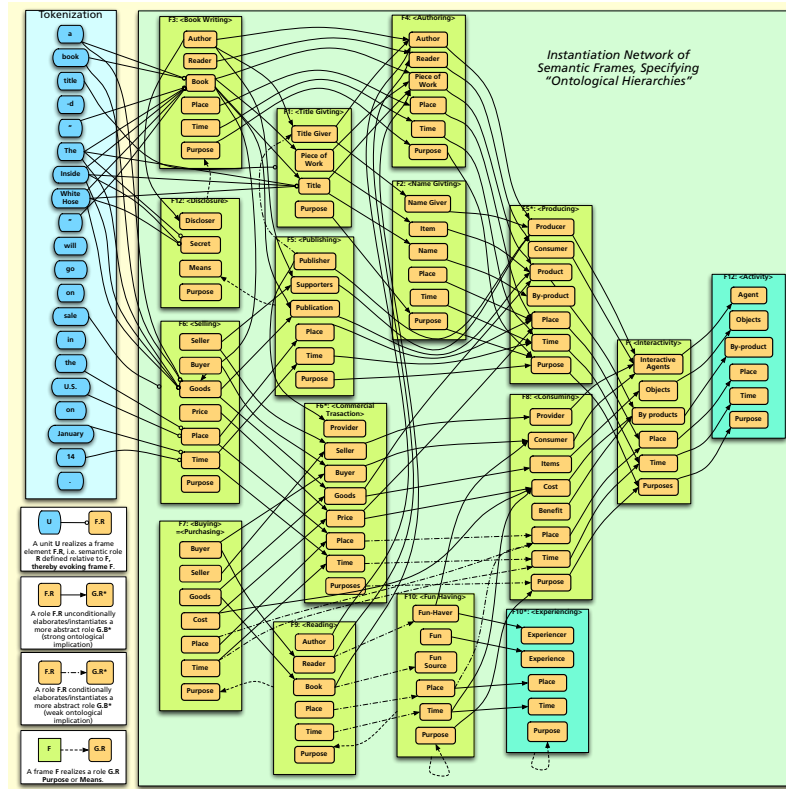 Tokenization
a
book
title
-d
“
The
Inside
White
Hose
”
will
go
on
sale
in
the
U.S.
on
January
14
.
U
F.R
A unit U realizes a frame
element F.R, i.e. semantic role
R defined relative to F,
thereby evoking frame F.
F.R
G.R*
A role F.R unconditionally
elaborates/instantiates a
more abstract role G.B*
(strong ontological
implication)
F.R
G.R*
A role F.R conditionally
elaborates/instantiates a
more abstract role G.B*
(weak ontological
implication)
F
G.R
A frame F realizes a role G.R
Purpose or Means.
F3: <Book Writing>
Author
Reader
Book
Place
Time
Purpose
F12: <Disclosure>
Discloser
Secret
Means
Purpose
F6: <Selling>
Seller
Buyer
Goods
Price
Place
Time
Purpose
F7: <Buying>
=<Purchasing>
Buyer
Seller
Goods
Cost
Place
Time
Purpose
F1: <Title Givting>
Title Giver
Piece of
Work
Title
Purpose
F5: <Publishing>
Publisher
Supporters
Publication
Place
Time
Purpose
F6*: <Commercial
Trasaction>
Provider
Seller
Buyer
Goods
Price
Place
Time
Purposes
F9: <Reading>
Author
Reader
Book
Place
Time
Purpose
F4: <Authoring>
Author
Reader
Piece of
Work
Place
Time
Purpose
F2: <Name Givting>
Name Giver
Item
Name
Place
Time
Purpose
F10: <Fun Having>
Fun-Haver
Fun
Fun
Source
Place
Time
Purpose
Instantiation Network of
Semantic Frames, Specifying
“Ontological Hierarchies”
F5*: <Producing>
Producer
Consumer
Product
By-product
Place
Time
Purpose
F8: <Consuming>
Provider
Consumer
Items
Cost
Benefit
Place
Time
Purpose
F10*: <Experiencing>
Experiencer
Experience
Place
Time
Purpose
<Interactivity>
Interactive
Agents
Objects
By products
Place
Time
Purposes
F12: <Activity>
Agent
Objects
By-product
Place
Time
Purpose